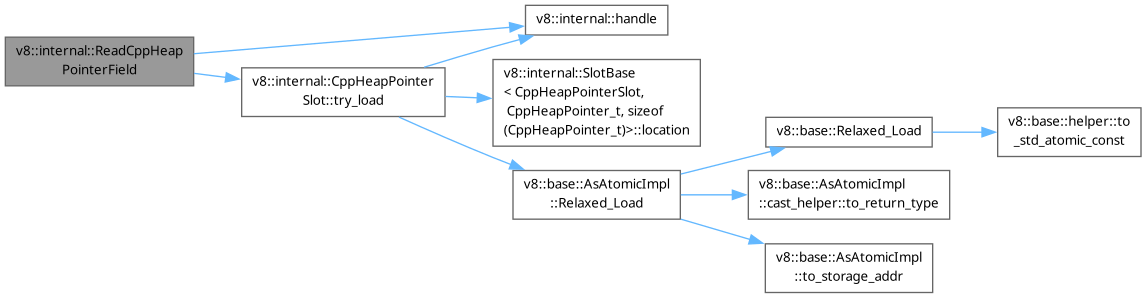 v8::internal::ReadCppHeap
PointerField
v8::internal::handle
v8::internal::CppHeapPointer
Slot::try_load
v8::internal::SlotBase
< CppHeapPointerSlot,
 CppHeapPointer_t, sizeof
(CppHeapPointer_t)>::location
v8::base::AsAtomicImpl
::Relaxed_Load
v8::base::Relaxed_Load
v8::base::helper::to
_std_atomic_const
v8::base::AsAtomicImpl
::cast_helper::to_return_type
v8::base::AsAtomicImpl
::to_storage_addr